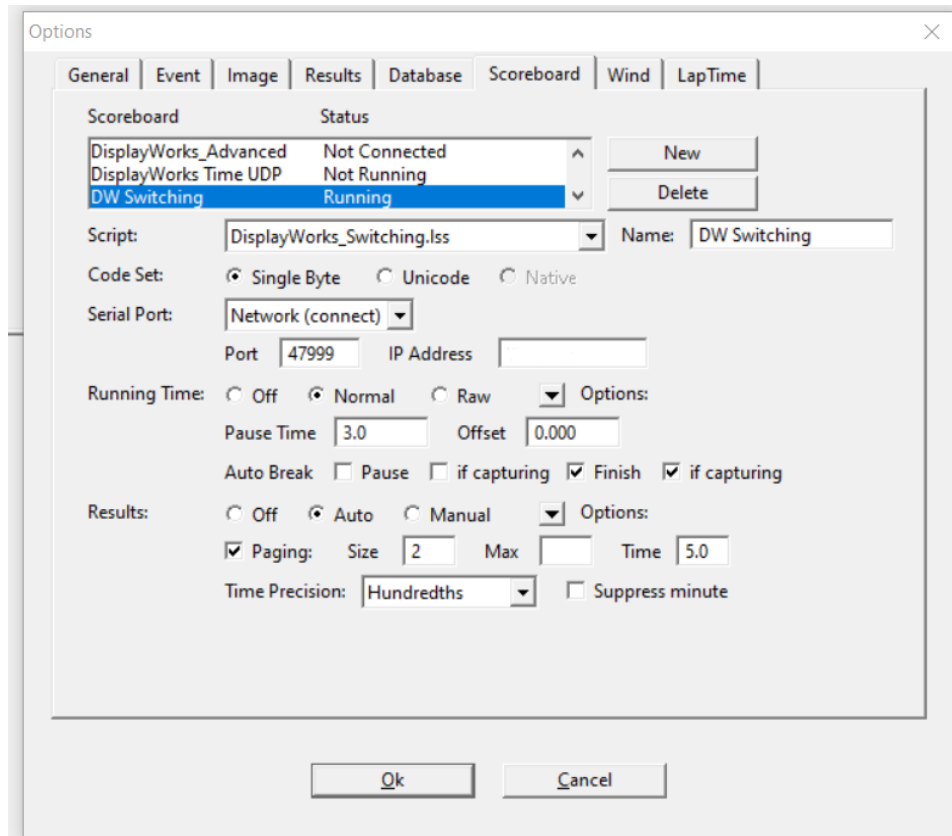 Options
General Event Image Results Database Scoreboard Wind LapTime
Scoreboard Status
DisplayWorks_Advanced Not Connected
New
DisplayWorks Time UDP Not Running
DW Switching Running
Delete
Script: DisplayWorks_Switching.lss Name: DW Switching
Code Set: Single Byte Unicode Native
Serial Port: Network (connect)
Port 47999 IP Address
Running Time: Off Normal Raw Options:
Pause Time 3.0 Offset 0.000
Auto Break Pause if capturing Finish if capturing
Results: Off Auto Manual Options:
Paging: Size 2 Max Time 5.0
Time Precision: Hundredths Suppress minute
Ok Cancel